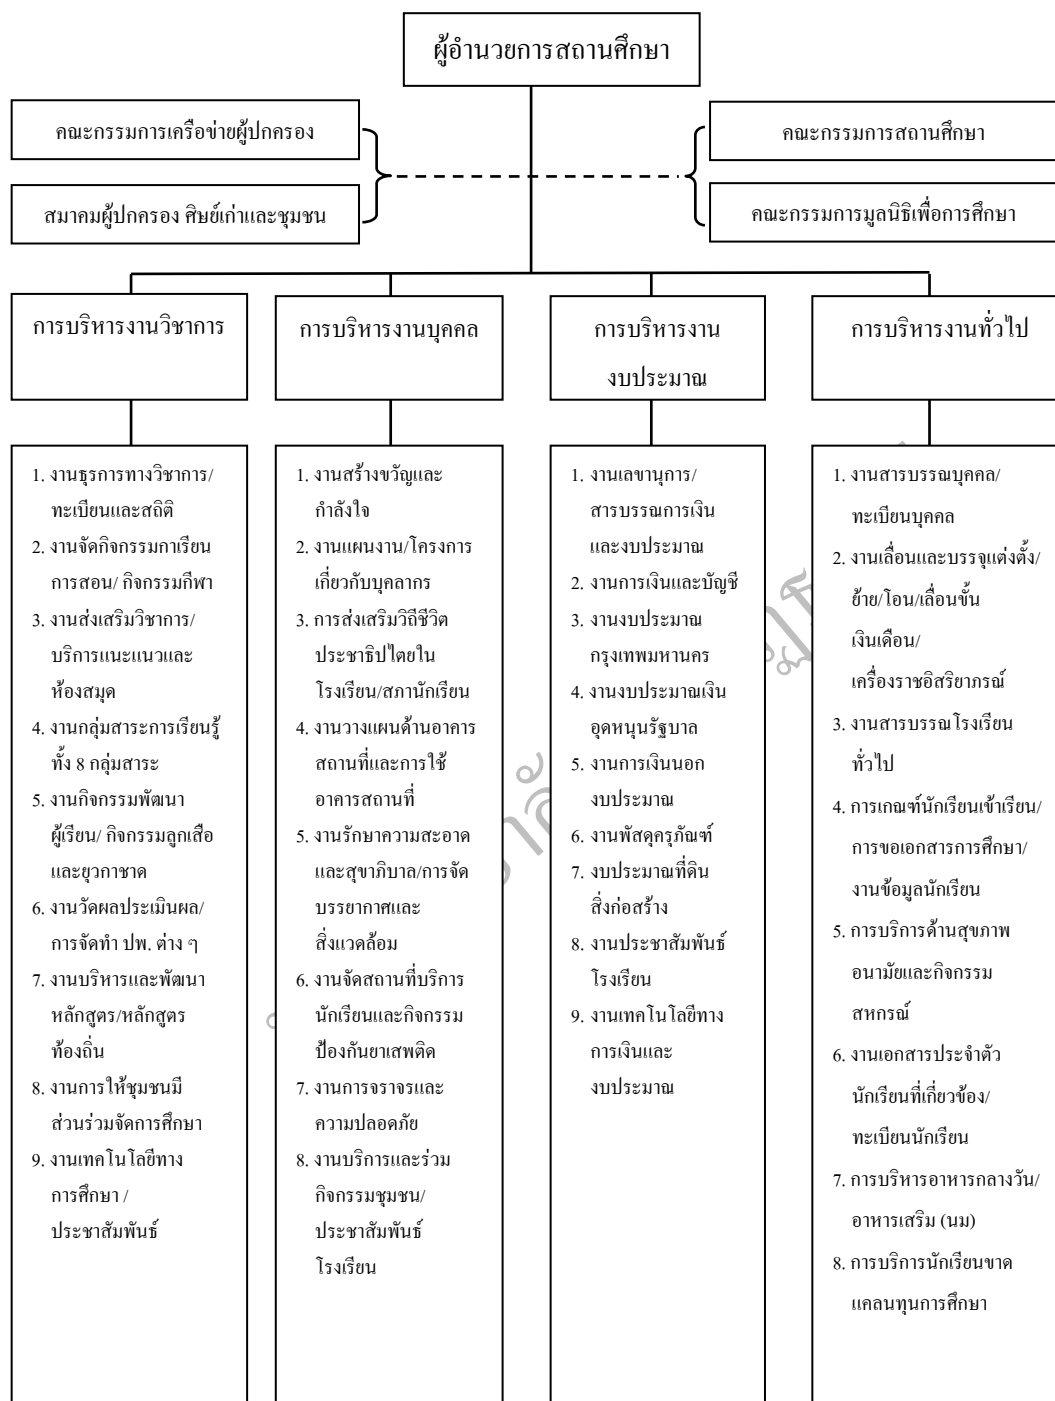 ผู้อำนวยการสถานศึกษา
คณะกรรมการเครือข่ายผู้ปกครอง
คณะกรรมการสถานศึกษา
สมาคมผู้ปกครอง ศิษย์เก่าและชุมชน
คณะกรรมการมูลนิธิเพื่อการศึกษา
การบริหารงานวิชาการ
การบริหารงานบุคคล
การบริหารงาน
งบประมาณ
การบริหารงานทั่วไป
1. งานธุรการทางวิชาการ/
ทะเบียนและสถิติ
2. งานจัดกิจกรรมกาเรียน
การสอน/ กิจกรรมกีฬา
3. งานส่งเสริมวิชาการ/
บริการแนะแนวและ
ห้องสมุด
4. งานกลุ่มสาระการเรียนรู้
ทั้ง 8 กลุ่มสาระ
5. งานกิจกรรมพัฒนา
ผู้เรียน/ กิจกรรมลูกเสือ
และยุวกาชาด
6. งานวัดผลประเมินผล/
การจัดทำ ปพ. ต่าง ๆ
7. งานบริหารและพัฒนา
หลักสูตร/หลักสูตร
ท้องถิ่น
8. งานการให้ชุมชนมี
ส่วนร่วมจัดการศึกษา
9. งานเทคโนโลยีทาง
การศึกษา /
ประชาสัมพันธ์
1. งานสร้างขวัญและ
กำลังใจ
2. งานแผนงาน/โครงการ
เกี่ยวกับบุคลากร
3. การส่งเสริมวิถีชีวิต
ประชาธิปไตยใน
โรงเรียน/สภานักเรียน
4. งานวางแผนด้านอาคาร
สถานที่และการใช้
อาคารสถานที่
5. งานรักษาความสะอาด
และสุขาภิบาล/การจัด
บรรยากาศและ
สิ่งแวดล้อม
6. งานจัดสถานที่บริการ
นักเรียนและกิจกรรม
ป้องกันยาเสพติด
7. งานการจราจรและ
ความปลอดภัย
8. งานบริการและร่วม
กิจกรรมชุมชน/
ประชาสัมพันธ์
โรงเรียน
1. งานเลขานุการ/
สารบรรณการเงิน
และงบประมาณ
2. งานการเงินและบัญชี
3. งานงบประมาณ
กรุงเทพมหานคร
4. งานงบประมาณเงิน
อุดหนุนรัฐบาล
5. งานการเงินนอก
งบประมาณ
6. งานพัสดุครุภัณฑ์
7. งบประมาณที่ดิน
สิ่งก่อสร้าง
8. งานประชาสัมพันธ์
โรงเรียน
9. งานเทคโนโลยีทาง
การเงินและ
งบประมาณ
1. งานสารบรรณบุคคล/
ทะเบียนบุคคล
2. งานเลื่อนและบรรจุแต่งตั้ง/
ย้าย/โอน/เลื่อนขั้น
เงินเดือน/
เครื่องราชอิสริยาภรณ์
3. งานสารบรรณโรงเรียน
ทั่วไป
4. การเกณฑ์นักเรียนเข้าเรียน/
การขอเอกสารการศึกษา/
งานข้อมูลนักเรียน
5. การบริการด้านสุขภาพ
อนามัยและกิจกรรม
สหกรณ์
6. งานเอกสารประจำตัว
นักเรียนที่เกี่ยวข้อง/
ทะเบียนนักเรียน
7. การบริหารอาหารกลางวัน/
อาหารเสริม (นม)
8. การบริการนักเรียนขาด
แคลนทุนการศึกษา